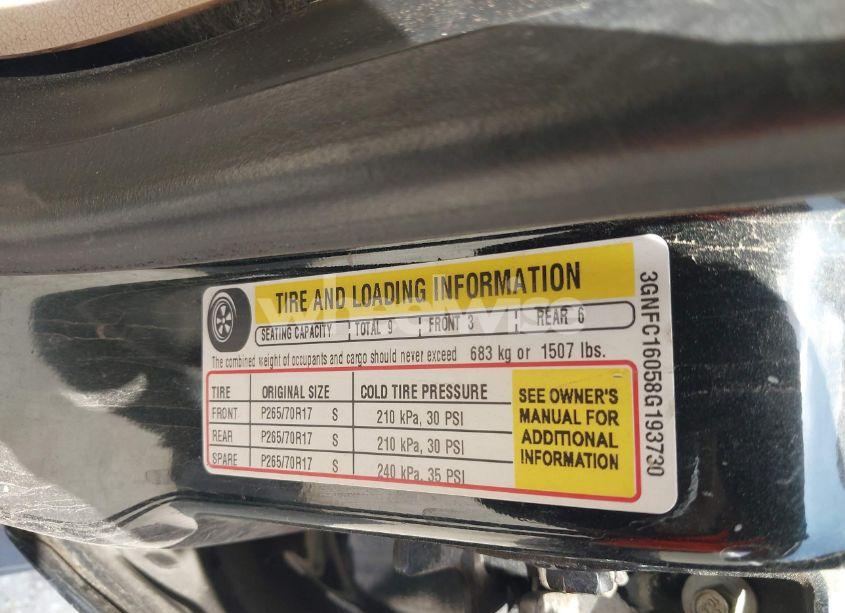 TIRE AND LOADING INFORMATION
SEATING CAPACITY TOTAL 9 FRONT 3 REAR 6
The combined weight of occupants and cargo should never exceed 683 kg or 1507 lbs.
TIRE ORIGINAL SIZE COLD TIRE PRESSURE
FRONT P265/70R17 S 210 kPa, 30 PSI
REAR P265/70R17 S 210 kPa, 30 PSI
SPARE P265/70R17 S 240 kPa, 35 PSI
SEE OWNER'S
MANUAL FOR
ADDITIONAL
INFORMATION
3GNFC16058G193730